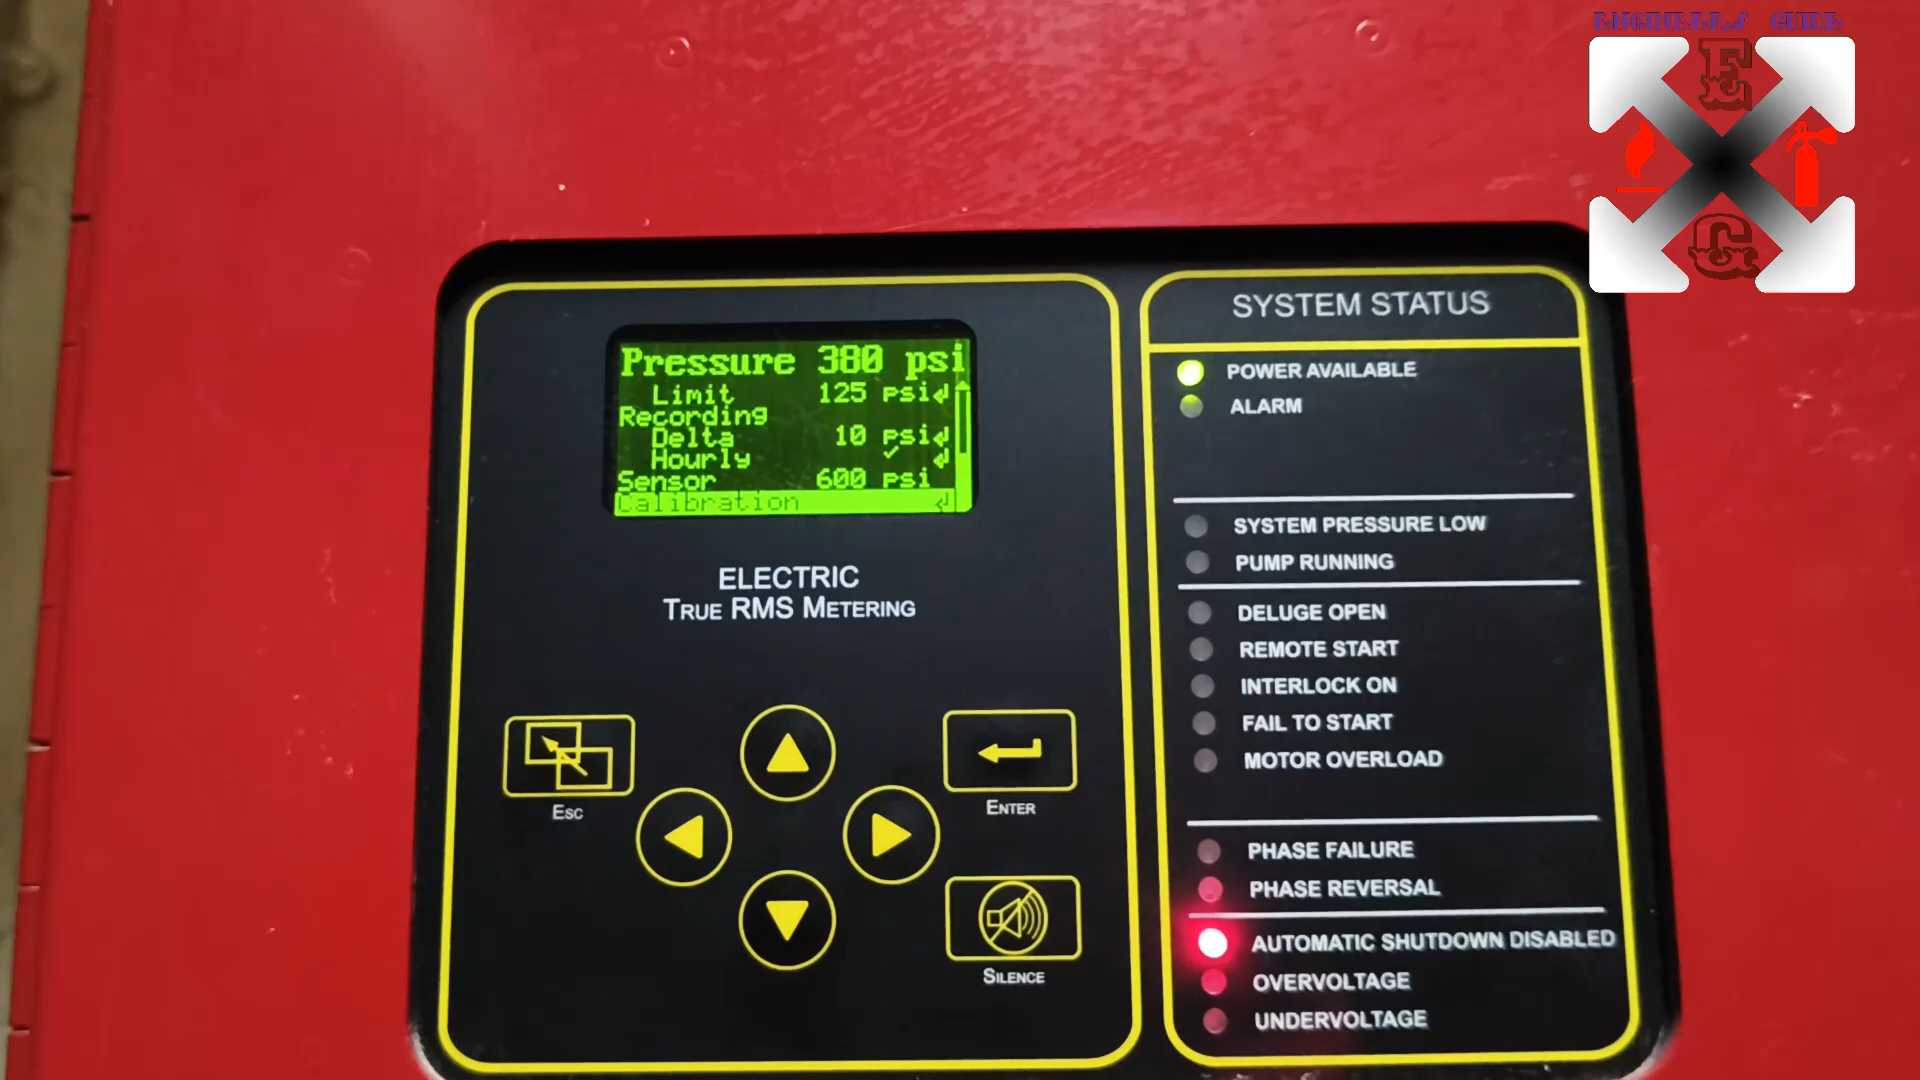 ENGINEERS GUIDE
E
G
Pressure 380 psi
Limit 125 psi
Recording
Delta 10 psi
Hourly
Sensor 600 psi
Calibration
ELECTRIC
TRUE RMS METERING
ESC
ENTER
SILENCE
SYSTEM STATUS
POWER AVAILABLE
ALARM
SYSTEM PRESSURE LOW
PUMP RUNNING
DELUGE OPEN
REMOTE START
INTERLOCK ON
FAIL TO START
MOTOR OVERLOAD
PHASE FAILURE
PHASE REVERSAL
AUTOMATIC SHUTDOWN DISABLED
OVERVOLTAGE
UNDERVOLTAGE